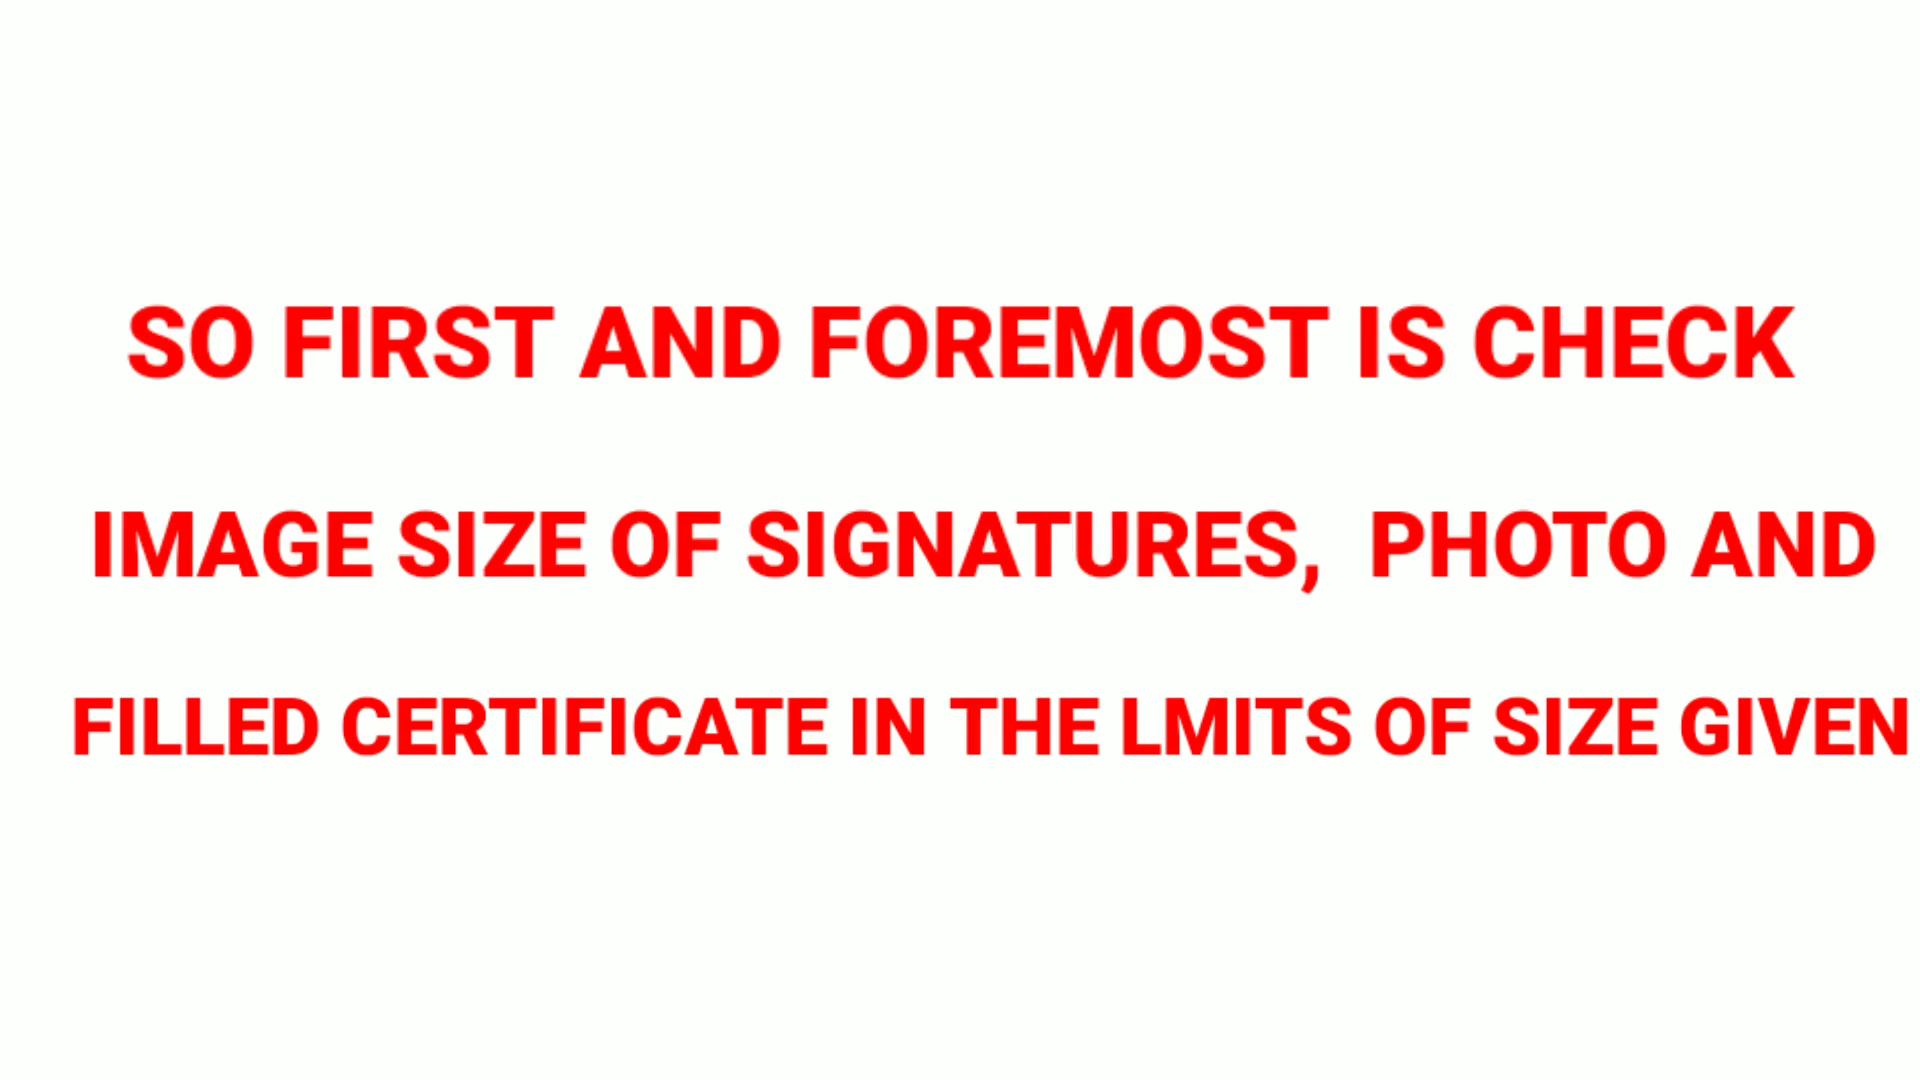 SO FIRST AND FOREMOST IS CHECK
IMAGE SIZE OF SIGNATURES, PHOTO AND
FILLED CERTIFICATE IN THE LMITS OF SIZE GIVEN